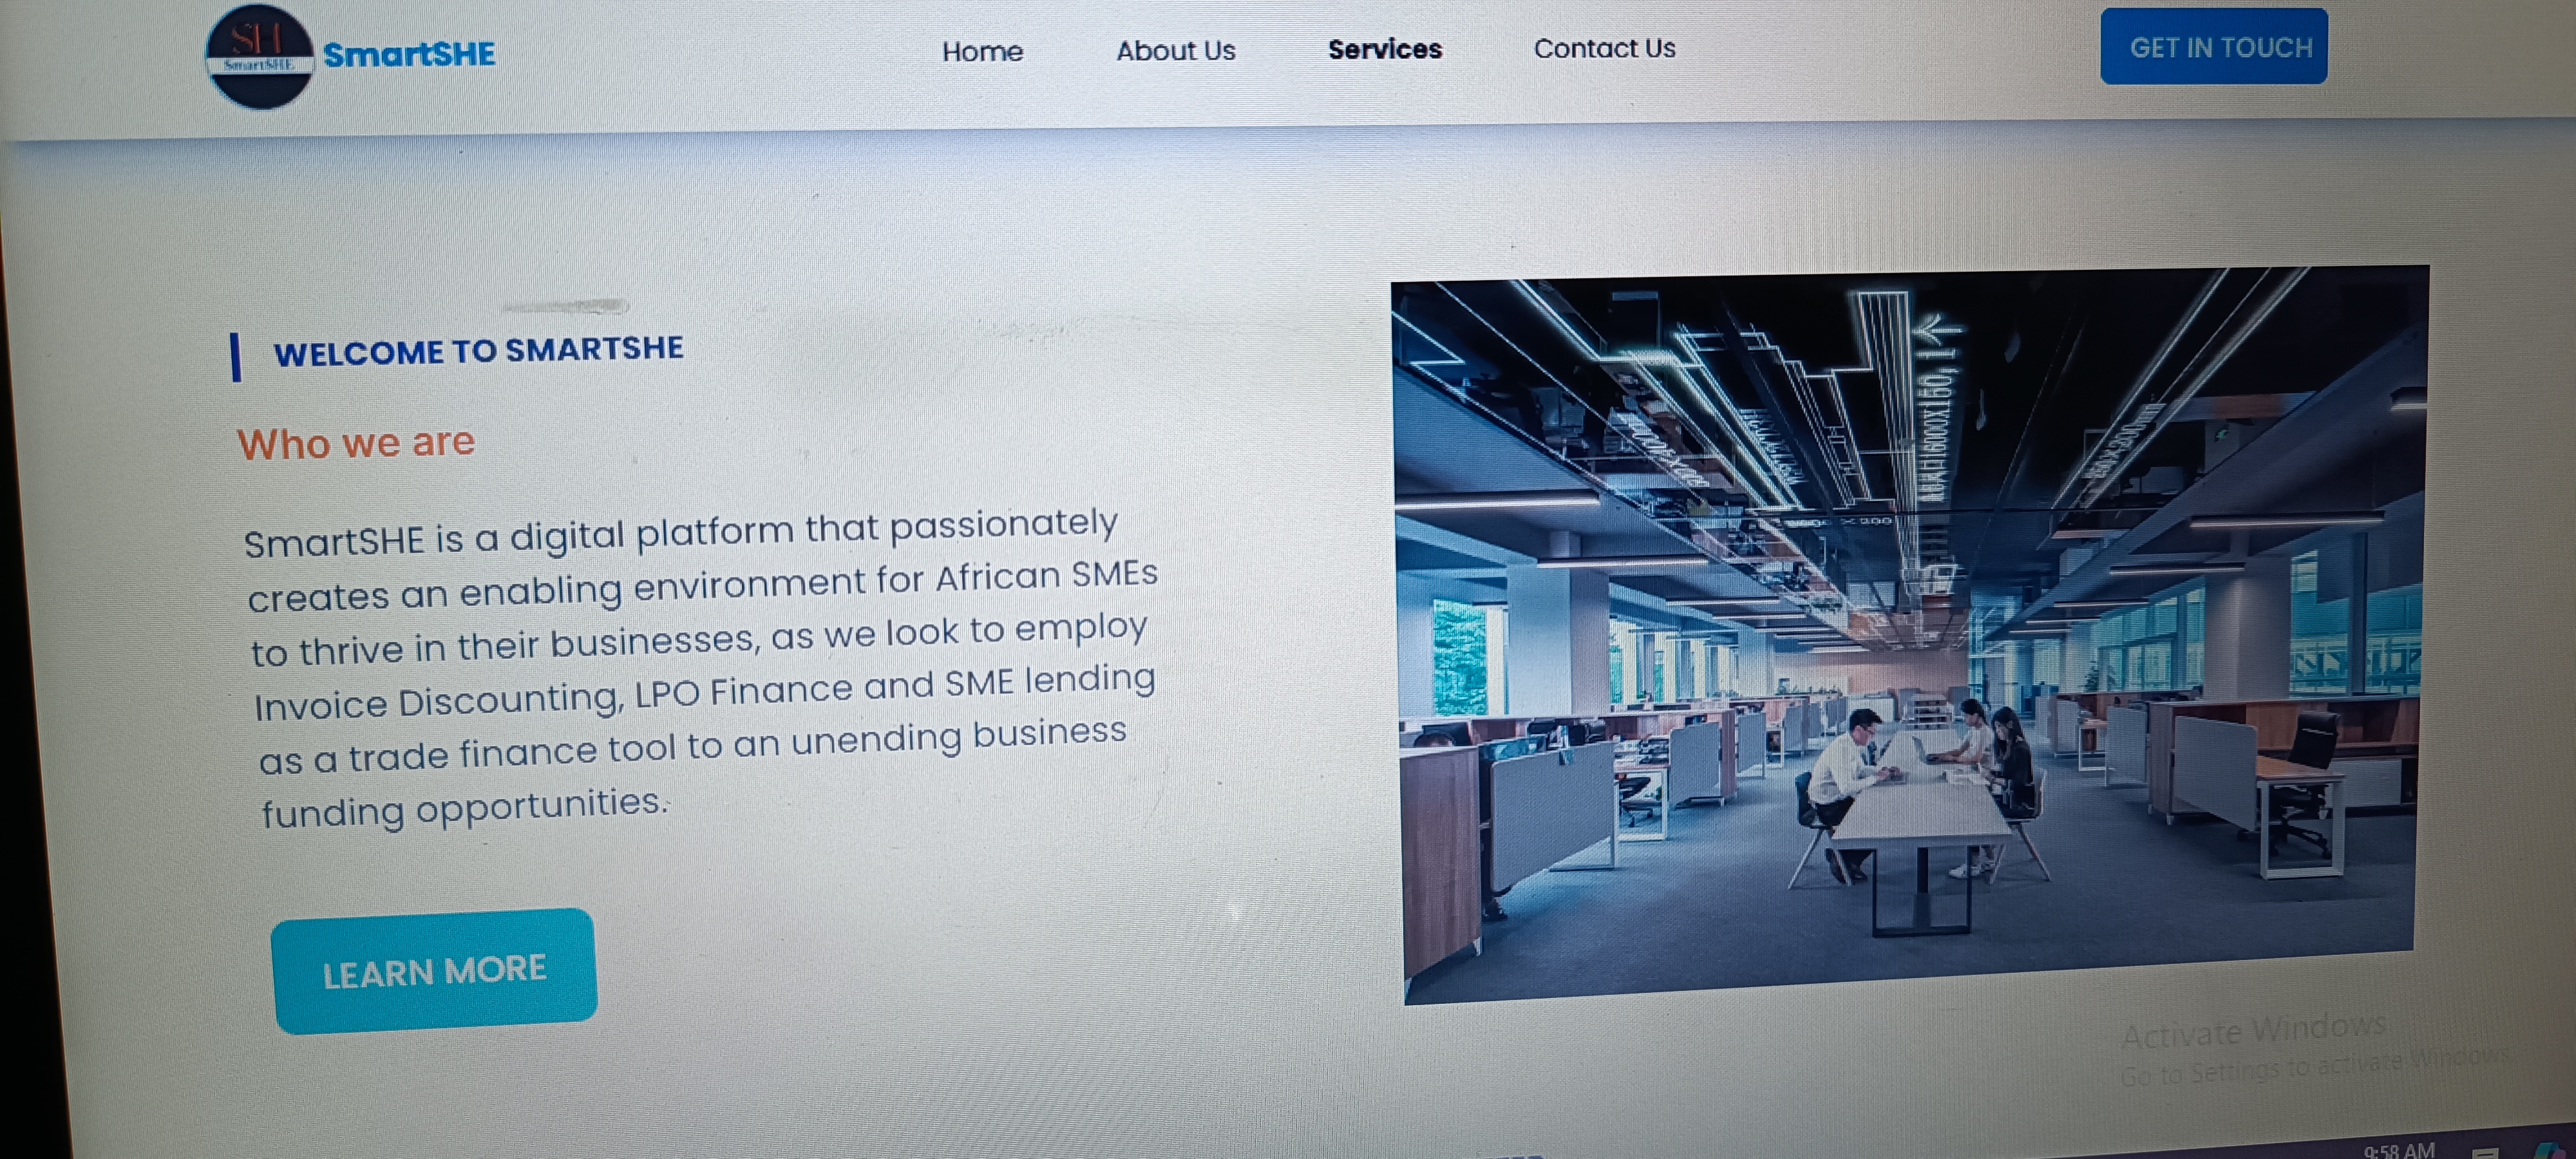 SH
SmartSHE
SmartSHE
Home
About Us
Services
Contact Us
GET IN TOUCH
WELCOME TO SMARTSHE
Who we are
SmartSHE is a digital platform that passionately
creates an enabling environment for African SMEs
to thrive in their businesses, as we look to employ
Invoice Discounting, LPO Finance and SME lending
as a trade finance tool to an unending business
funding opportunities.
LEARN MORE
Activate Windows
Go to Settings to activate Windows.
9:58 AM